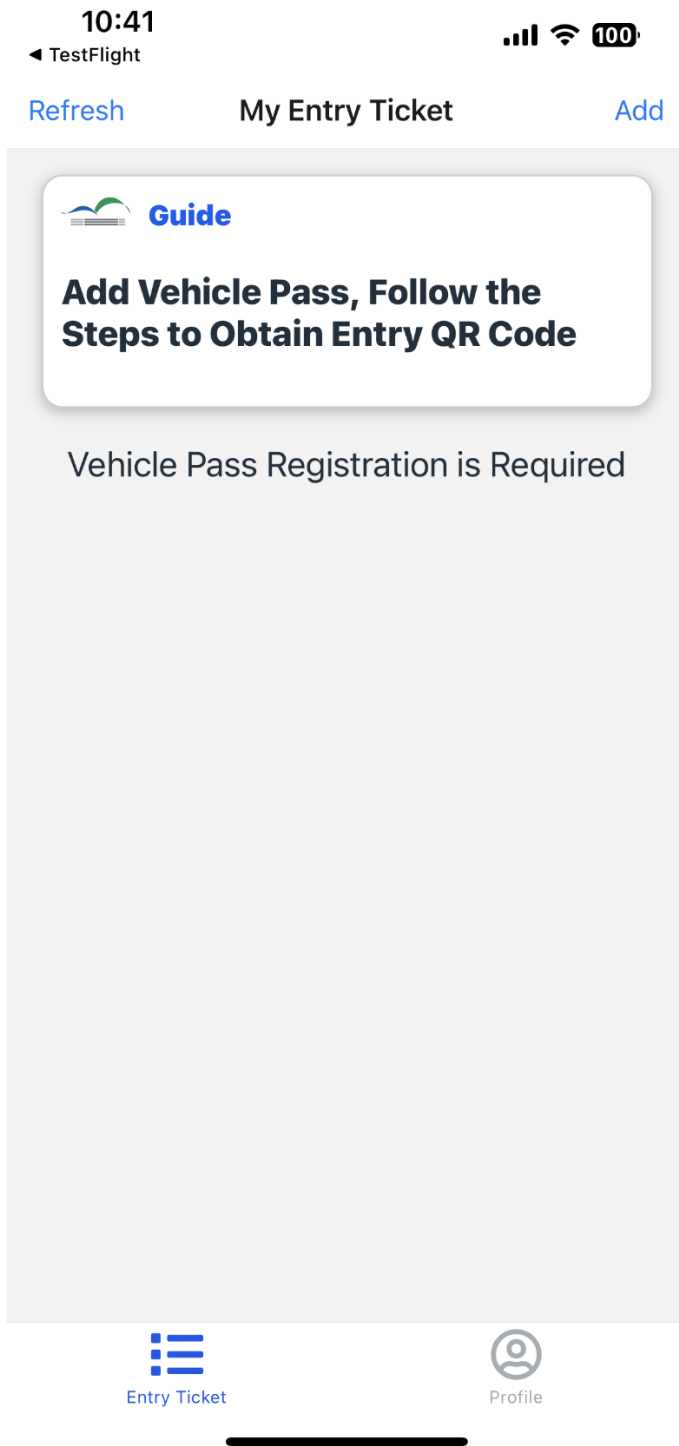 10:41
◀ TestFlight
100
Refresh
My Entry Ticket
Add
Guide
Add Vehicle Pass, Follow the
Steps to Obtain Entry QR Code
Vehicle Pass Registration is Required
Entry Ticket
Profile